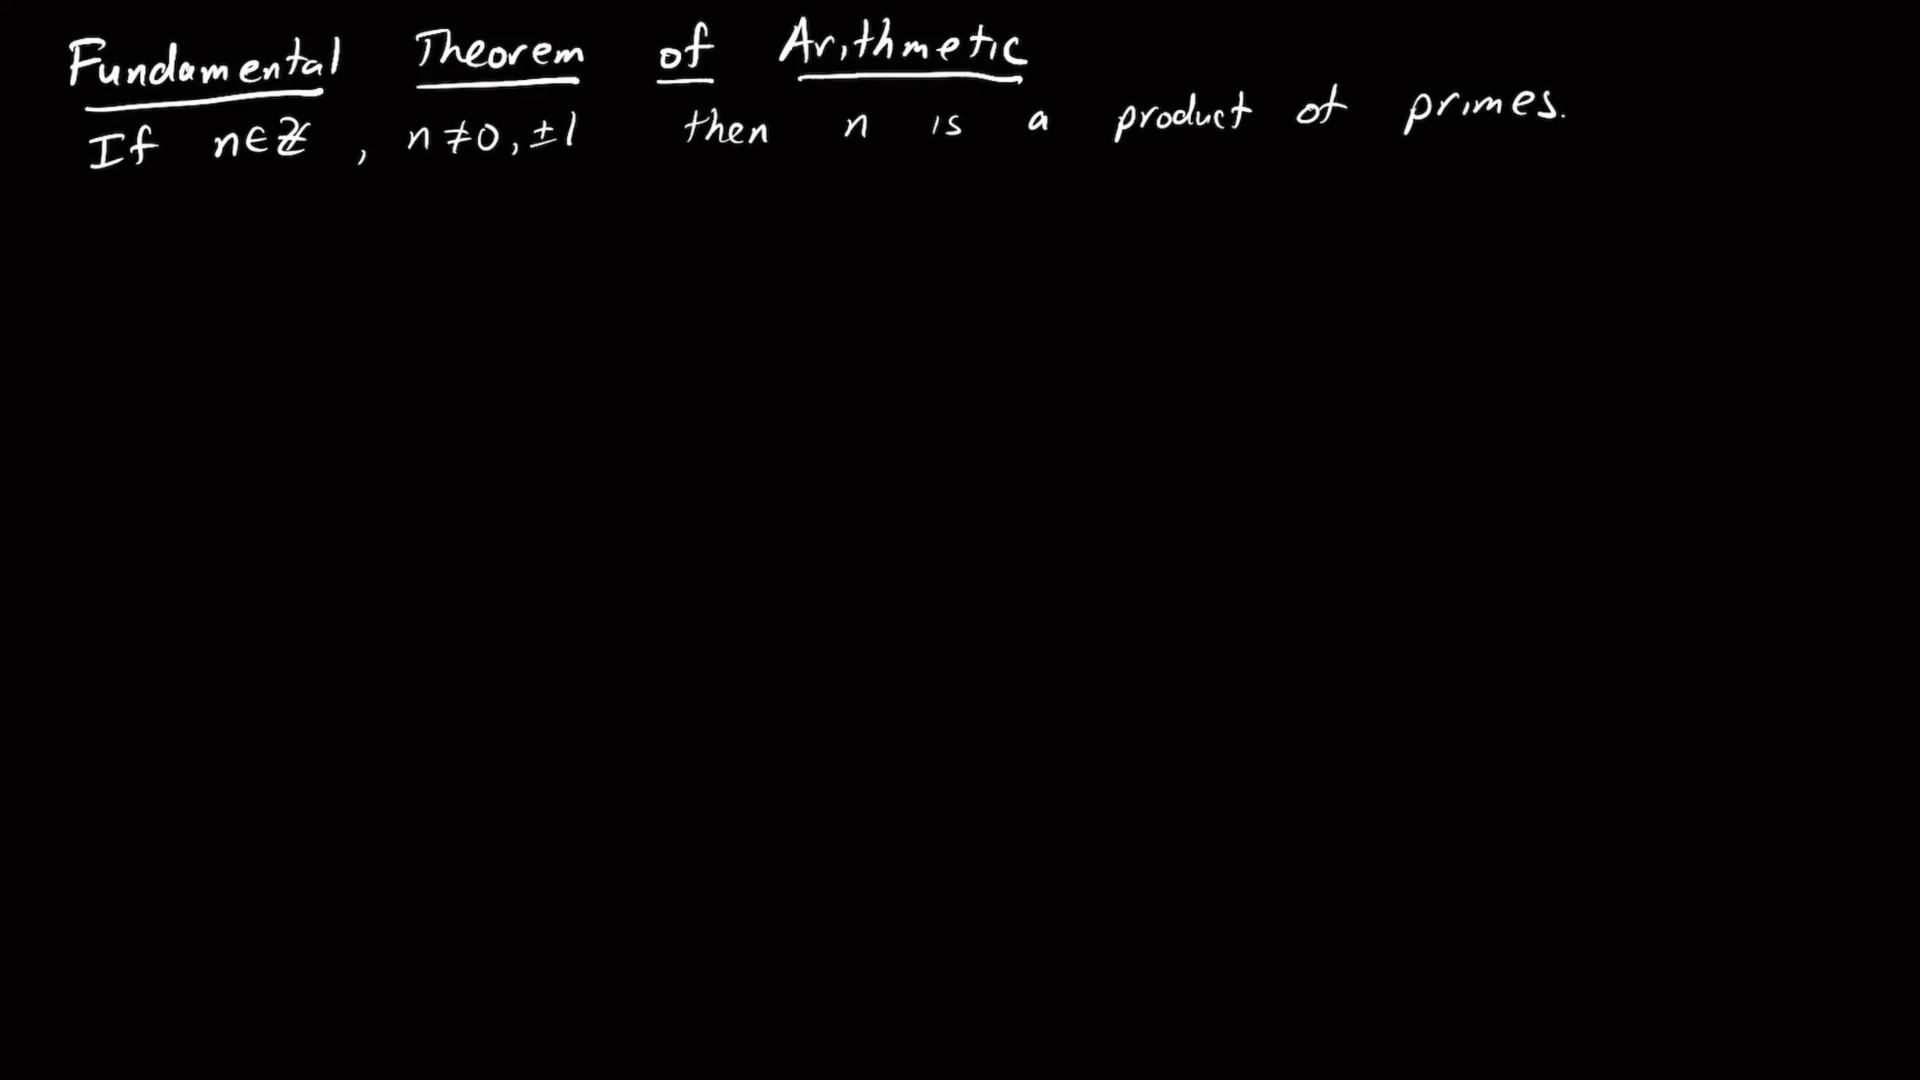 Fundamental Theorem of Arithmetic
If n∈ℤ, n≠0, ±1 then n is a product of primes.